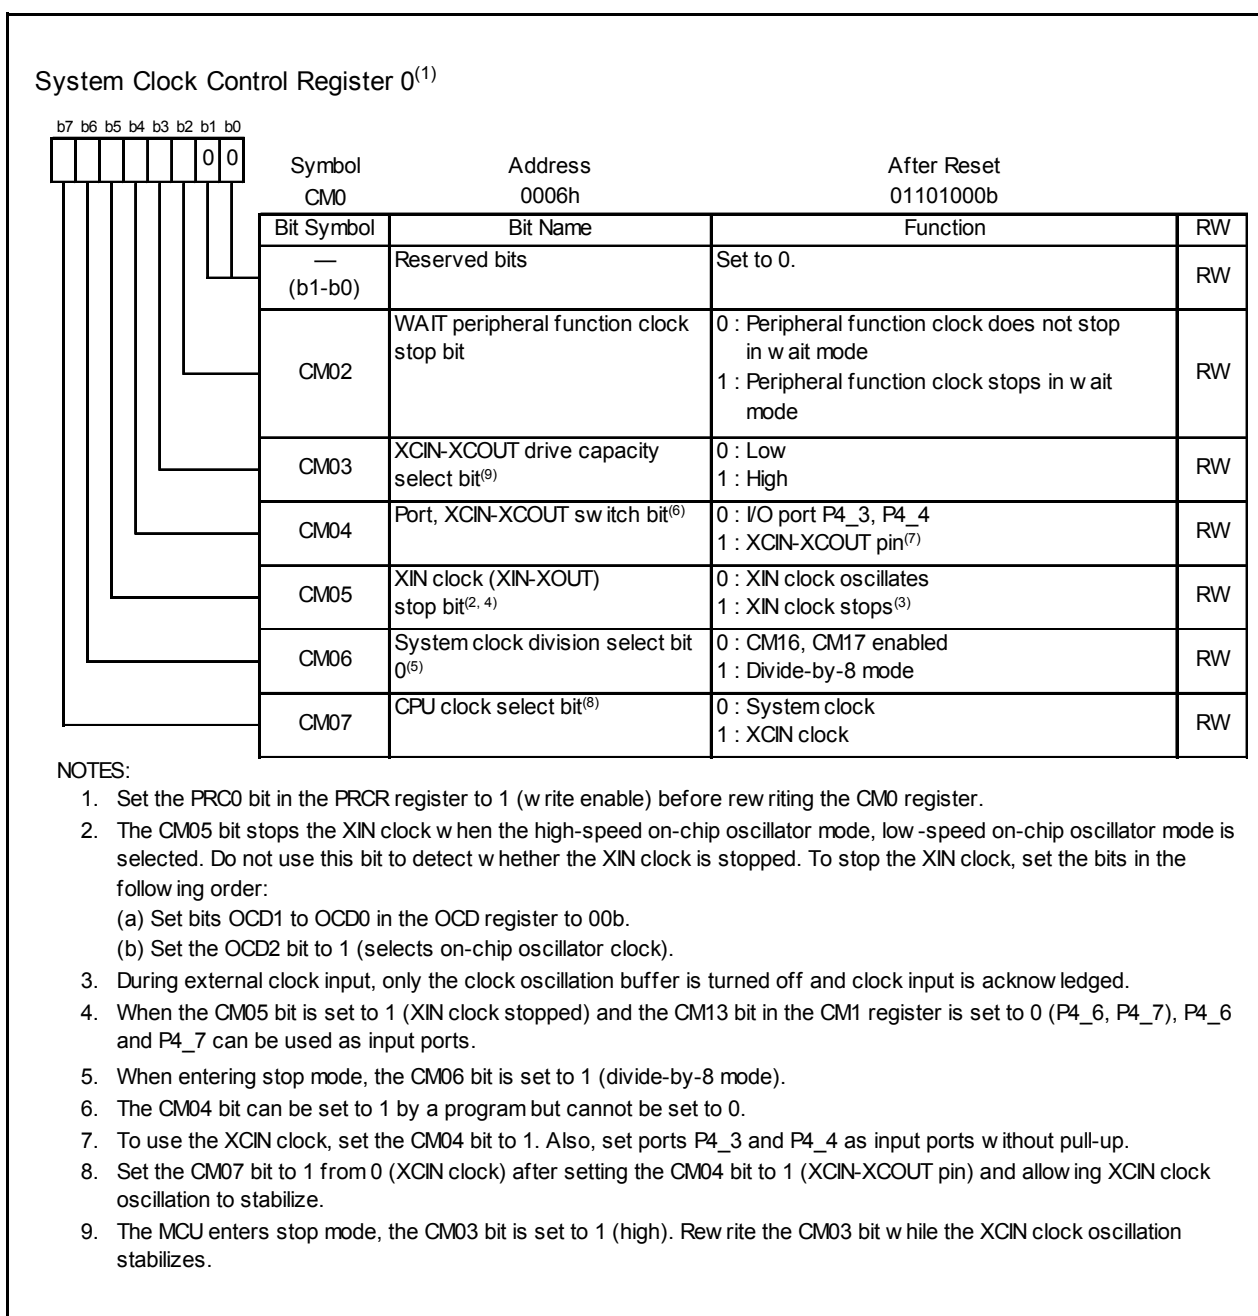 System Clock Control Register 0(1)
b7 b6 b5 b4 b3 b2 b1 b0
0 0
Symbol Address After Reset
CM0 0006h 01101000b
Bit Symbol Bit Name Function RW
— (b1-b0) Reserved bits Set to 0. RW
CM02 WAIT peripheral function clock stop bit
0 : Peripheral function clock does not stop
in wait mode
1 : Peripheral function clock stops in wait
mode
RW
CM03 XCIN-XCOUT drive capacity select bit(9)
0 : Low
1 : High
RW
CM04 Port, XCIN-XCOUT switch bit(6)
0 : I/O port P4_3, P4_4
1 : XCIN-XCOUT pin(7)
RW
CM05 XIN clock (XIN-XOUT) stop bit(2, 4)
0 : XIN clock oscillates
1 : XIN clock stops(3)
RW
CM06 System clock division select bit 0(5)
0 : CM16, CM17 enabled
1 : Divide-by-8 mode
RW
CM07 CPU clock select bit(8)
0 : System clock
1 : XCIN clock
RW
NOTES:
1. Set the PRC0 bit in the PRCR register to 1 (write enable) before rewriting the CM0 register.
2. The CM05 bit stops the XIN clock when the high-speed on-chip oscillator mode, low-speed on-chip oscillator mode is
selected. Do not use this bit to detect whether the XIN clock is stopped. To stop the XIN clock, set the bits in the
following order:
(a) Set bits OCD1 to OCD0 in the OCD register to 00b.
(b) Set the OCD2 bit to 1 (selects on-chip oscillator clock).
3. During external clock input, only the clock oscillation buffer is turned off and clock input is acknowledged.
4. When the CM05 bit is set to 1 (XIN clock stopped) and the CM13 bit in the CM1 register is set to 0 (P4_6, P4_7), P4_6
and P4_7 can be used as input ports.
5. When entering stop mode, the CM06 bit is set to 1 (divide-by-8 mode).
6. The CM04 bit can be set to 1 by a program but cannot be set to 0.
7. To use the XCIN clock, set the CM04 bit to 1. Also, set ports P4_3 and P4_4 as input ports without pull-up.
8. Set the CM07 bit to 1 from 0 (XCIN clock) after setting the CM04 bit to 1 (XCIN-XCOUT pin) and allowing XCIN clock
oscillation to stabilize.
9. The MCU enters stop mode, the CM03 bit is set to 1 (high). Rewrite the CM03 bit while the XCIN clock oscillation
stabilizes.